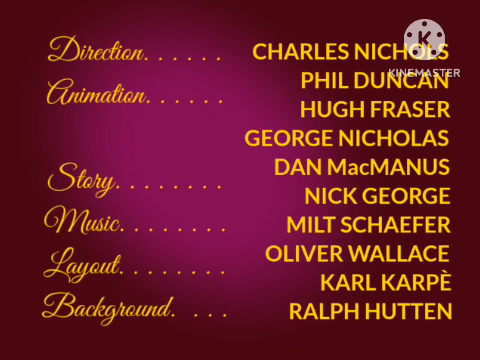 Direction. . . . . . CHARLES NICHOLS
KINEMASTER
PHIL DUNCAN
Animation. . . . . . HUGH FRASER
GEORGE NICHOLAS
DAN MacMANUS
Story. . . . . . . . NICK GEORGE
Music. . . . . . . . MILT SCHAEFER
OLIVER WALLACE
Layout. . . . . . . . KARL KARPÈ
Background. . . . RALPH HUTTEN